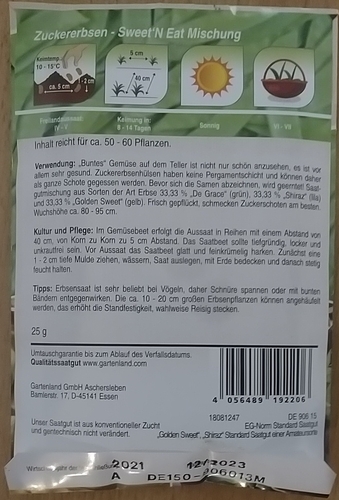 Zuckererbsen - Sweet'N Eat Mischung
Keimtemp.
10 - 15°C
1 - 2 cm
ca. 5 cm
5 cm
40 cm
Freilandaussaat
IV - V
Keimung in:
8 - 14 Tagen
Sonnig
VI - VII
Inhalt reicht für ca. 50 - 60 Pflanzen.
Verwendung: „Buntes" Gemüse auf dem Teller ist nicht nur schön anzusehen, es ist vor
allem sehr gesund. Zuckererbsenhülsen haben keine Pergamentschicht und können daher
als ganze Schote gegessen werden. Bevor sich die Samen abzeichnen, wird geerntet! Saat-
gutmischung aus Sorten der Art Erbse 33,33 % „De Grace" (grün), 33,33 % „Shiraz" (lila)
und 33,33 % „Golden Sweet" (gelb). Frisch gepflückt, schmecken Zuckerschoten am besten.
Wuchshöhe ca. 80 - 95 cm.
Kultur und Pflege: Im Gemüsebeet erfolgt die Aussaat in Reihen mit einem Abstand von
40 cm, von Korn zu Korn zu 5 cm Abstand. Das Saatbeet sollte tiefgründig, locker und
unkrautfrei sein. Vor Aussaat das Saatbeet glatt und feinkrümelig harken. Zunächst eine
1 - 2 cm tiefe Mulde ziehen, wässern, Saat auslegen, mit Erde bedecken und danach stetig
feucht halten.
Tipps: Erbsensaat ist sehr beliebt bei Vögeln, daher Schnüre spannen oder mit bunten
Bändern entgegenwirken. Die ca. 10 - 20 cm großen Erbsenpflanzen können angehäufelt
werden, das erhöht die Standfestigkeit, wahlweise Reisig stecken.
25 g
Umtauschgarantie bis zum Ablauf des Verfallsdatums.
Qualitätssaatgut www.gartenland.com
Gartenland GmbH Aschersleben
Bamlerstr. 17, D-45141 Essen
4 056489 192206
18081247 DE 906 15
Unser Saatgut ist aus konventioneller Zucht
und gentechnisch nicht verändert.
EG-Norm Standard Saatgut
„Golden Sweet", „Shiraz" Standard Saatgut einer Amateursorte
2021 12/2023
A DE150-906013M